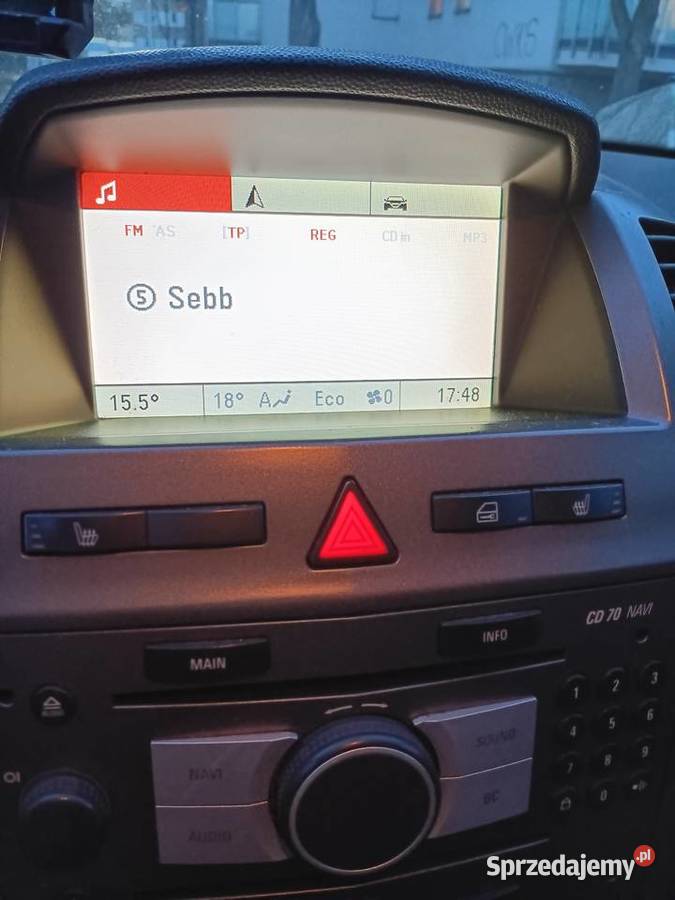 FM AS [TP] REG CD in MP3
⑤ Sebb
15.5° 18° A Eco 0 17:48
CD 70 NAVI
MAIN
INFO
1 2 3
4 5 6
7 8 9
0
NAVI
SOUND
AUDIO
BC
Sprzedajemy.pl